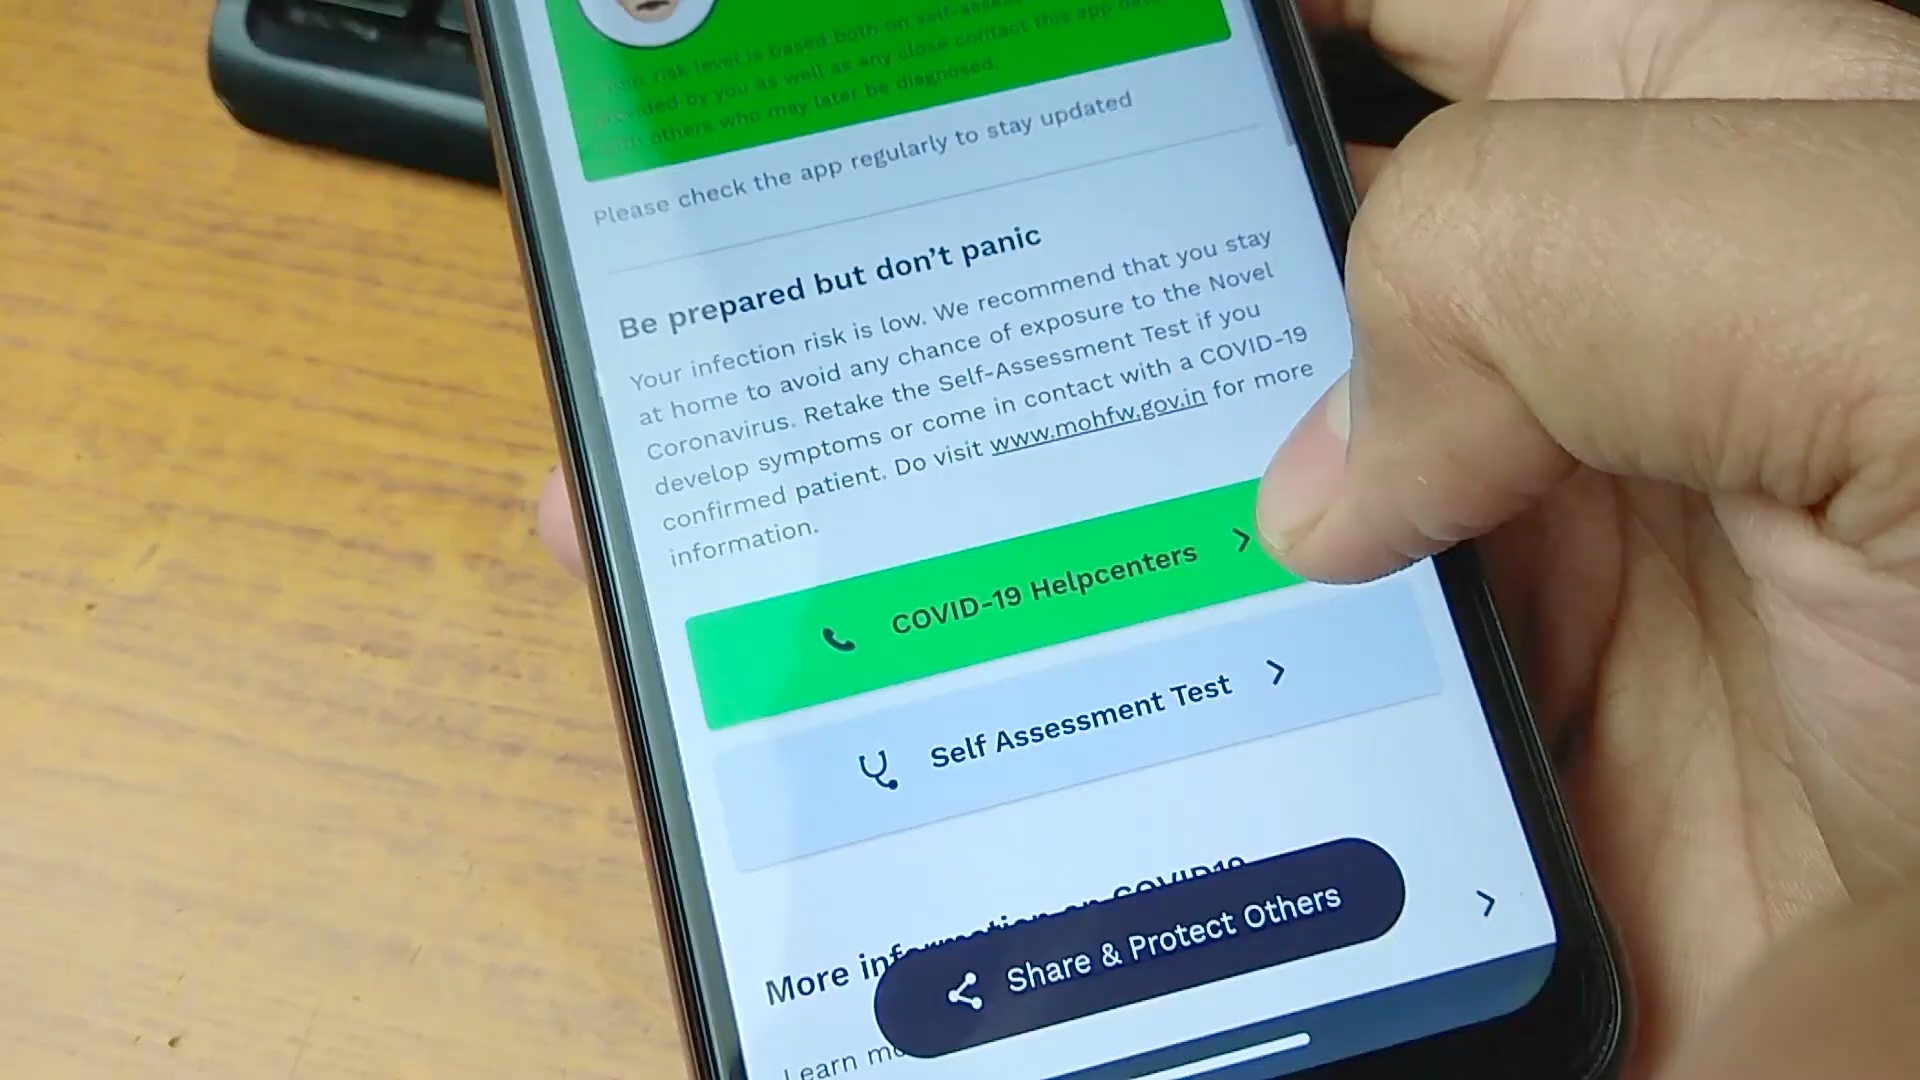 Your risk level is based both on self-assess
provided by you as well as any close contact this app
with others who may later be diagnosed.
Please check the app regularly to stay updated
Be prepared but don't panic
Your infection risk is low. We recommend that you stay
at home to avoid any chance of exposure to the Novel
Coronavirus. Retake the Self-Assessment Test if you
develop symptoms or come in contact with a COVID-19
confirmed patient. Do visit www.mohfw.gov.in for more
information.
COVID-19 Helpcenters
Self Assessment Test
More information on COVID19
Share & Protect Others
Learn